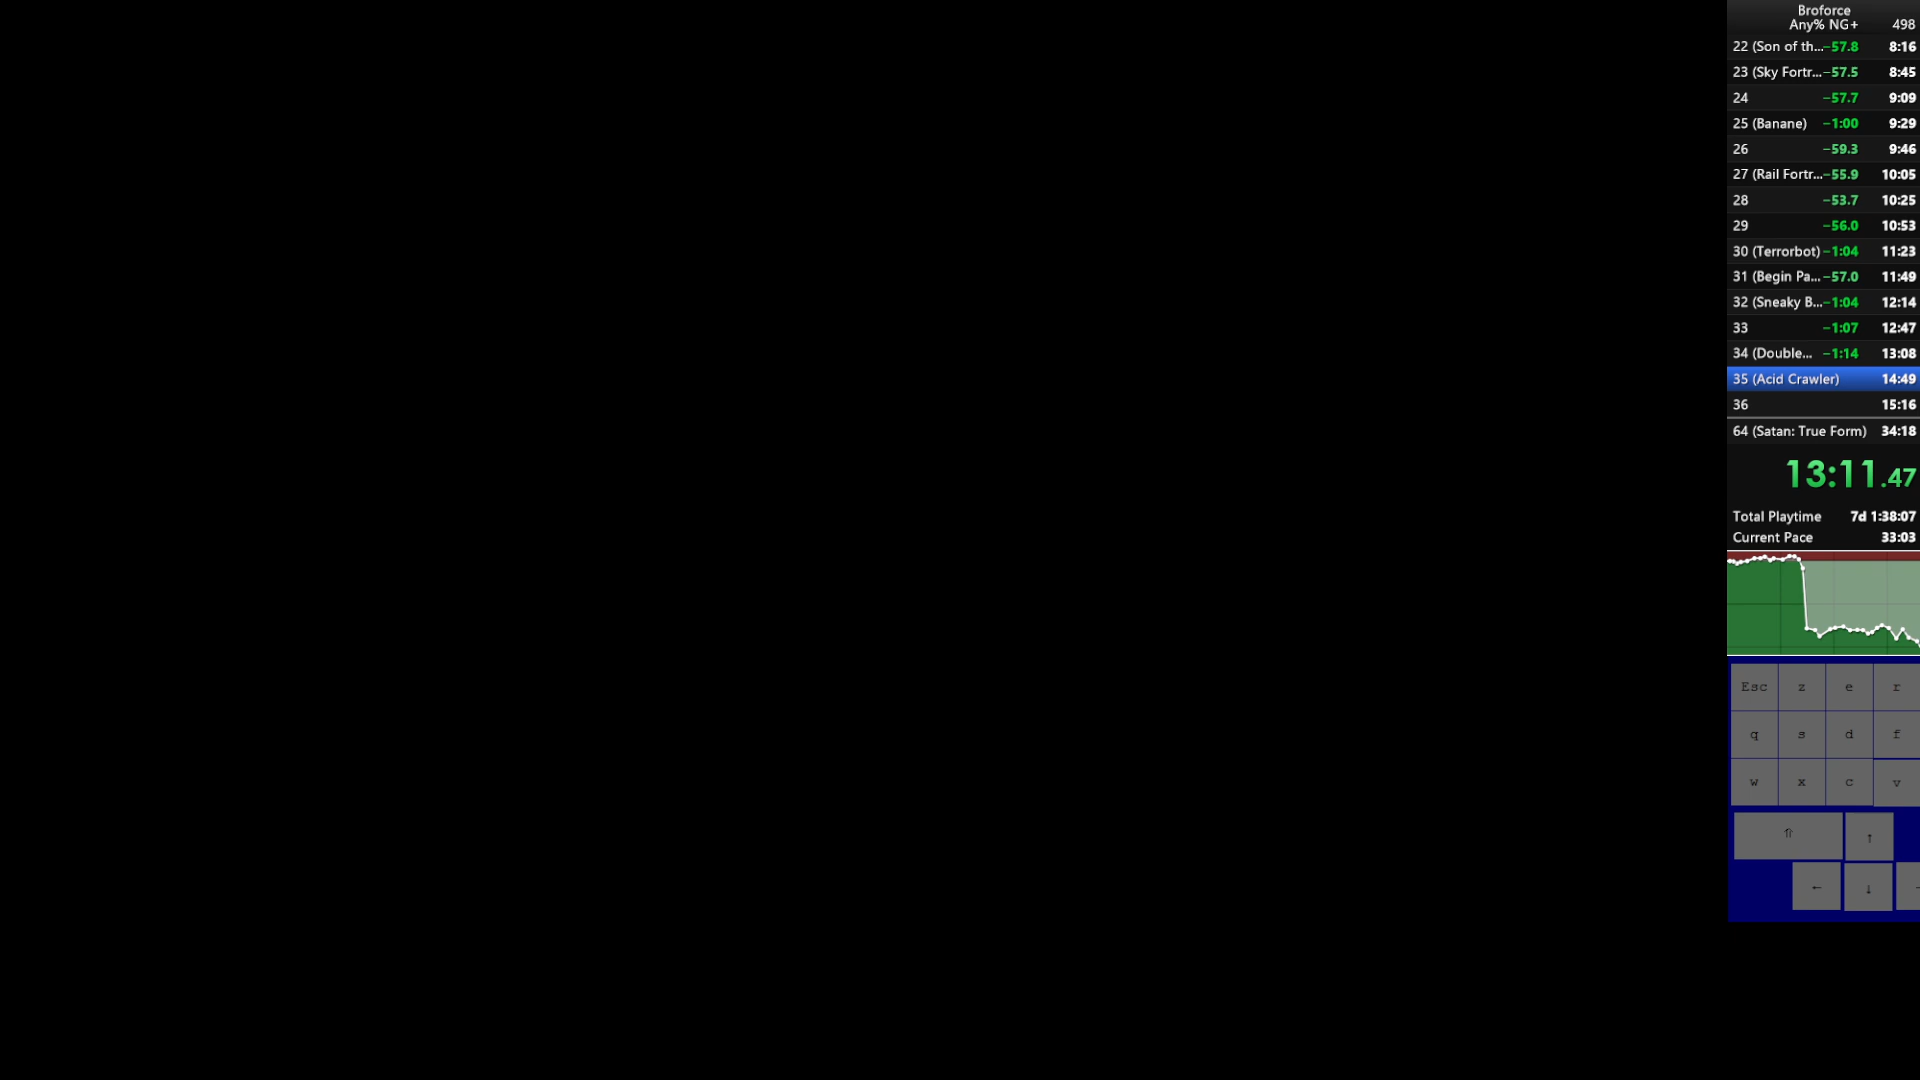 Broforce
Any% NG+ 498
22 (Son of th... −57.8 8:16
23 (Sky Fortr... −57.5 8:45
24 −57.7 9:09
25 (Banane) −1:00 9:29
26 −59.3 9:46
27 (Rail Fortr... −55.9 10:05
28 −53.7 10:25
29 −56.0 10:53
30 (Terrorbot) −1:04 11:23
31 (Begin Pa... −57.0 11:49
32 (Sneaky B... −1:04 12:14
33 −1:07 12:47
34 (Double... −1:14 13:08
35 (Acid Crawler) 14:49
36 15:16
64 (Satan: True Form) 34:18
13:11.47
Total Playtime 7d 1:38:07
Current Pace 33:03
Esc z e r
q s d f
w x c v
⇑ ↑
← ↓